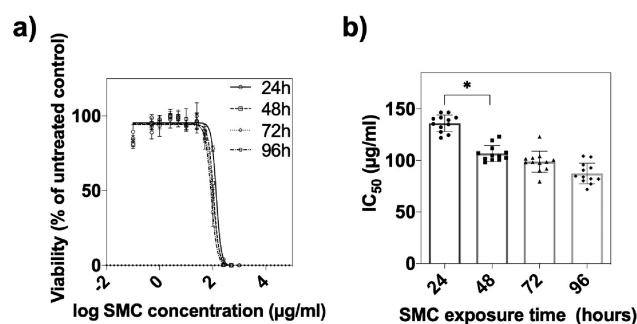 a)
Viability (% of untreated control)
100
50
0
-2
0
2
4
log SMC concentration (µg/ml)
24h
48h
72h
96h
b)
IC50 (µg/ml)
150
100
50
0
*
24
48
72
96
SMC exposure time (hours)